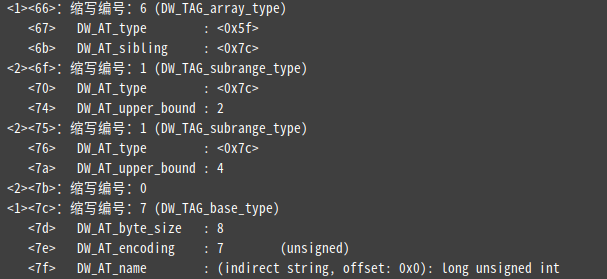 <1><66>: 缩写编号: 6 (DW_TAG_array_type)
<67> DW_AT_type : <0x5f>
<6b> DW_AT_sibling : <0x7c>
<2><6f>: 缩写编号: 1 (DW_TAG_subrange_type)
<70> DW_AT_type : <0x7c>
<74> DW_AT_upper_bound : 2
<2><75>: 缩写编号: 1 (DW_TAG_subrange_type)
<76> DW_AT_type : <0x7c>
<7a> DW_AT_upper_bound : 4
<2><7b>: 缩写编号: 0
<1><7c>: 缩写编号: 7 (DW_TAG_base_type)
<7d> DW_AT_byte_size : 8
<7e> DW_AT_encoding : 7 (unsigned)
<7f> DW_AT_name : (indirect string, offset: 0x0): long unsigned int